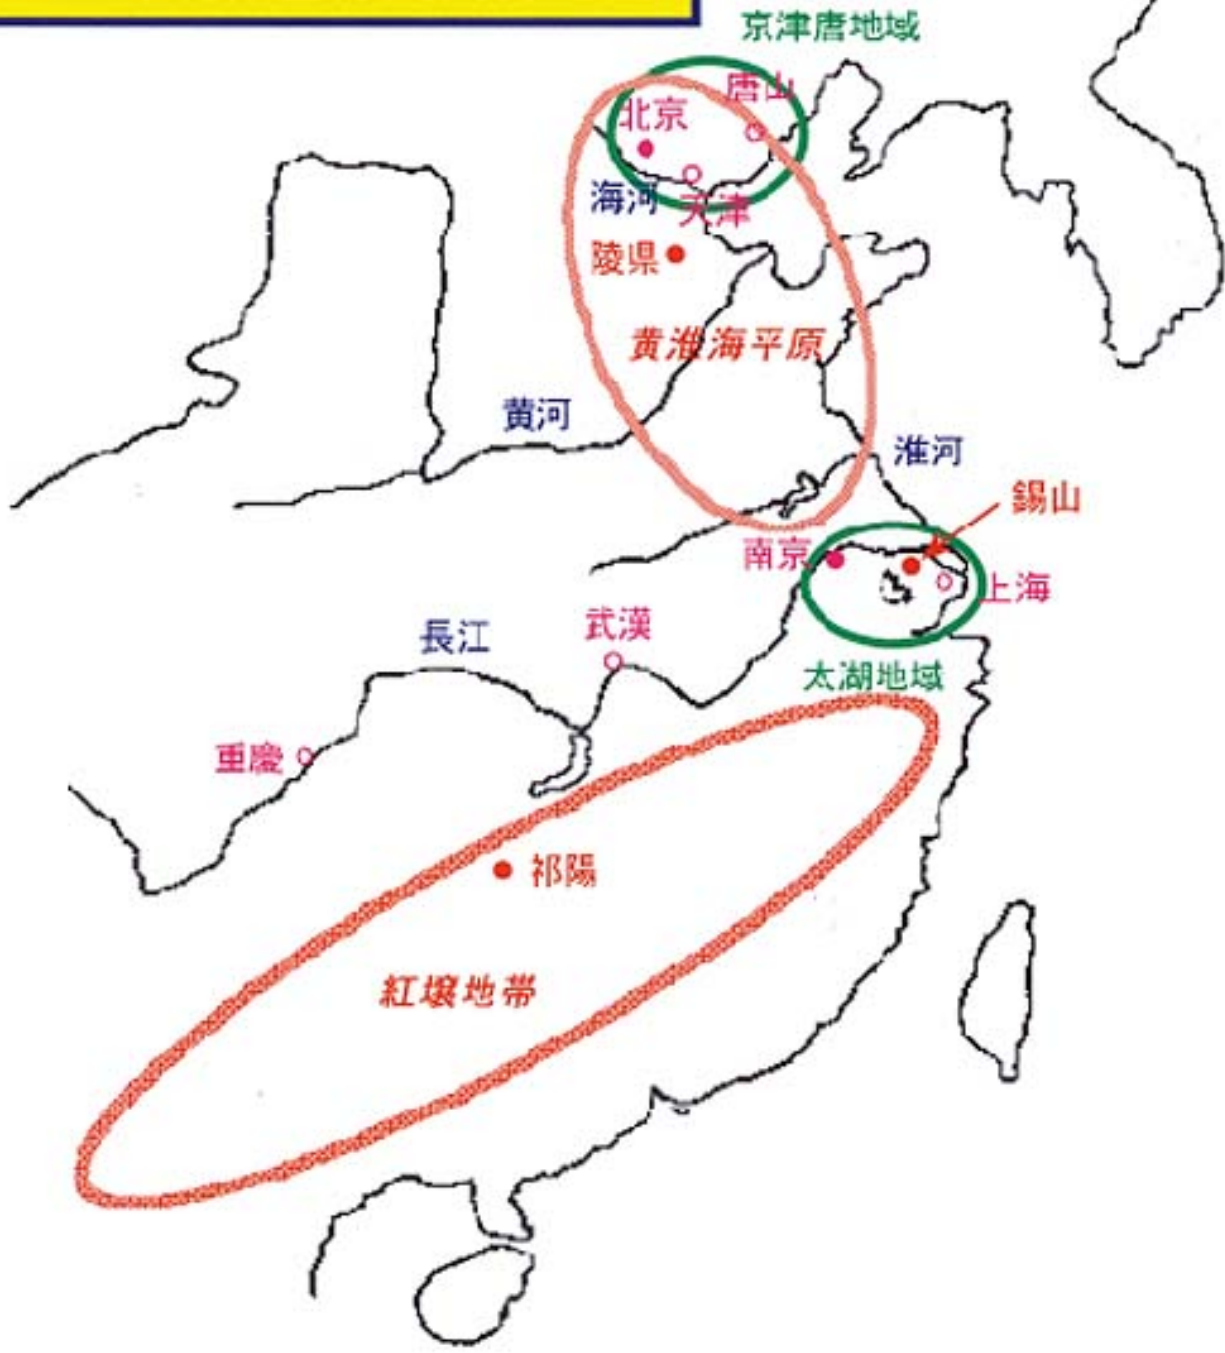 京津唐地域
唐山
北京
海河
天津
陵県
黄淮海平原
黄河
淮河
錫山
南京
上海
武漢
長江
太湖地域
重慶
祁陽
紅壌地帯